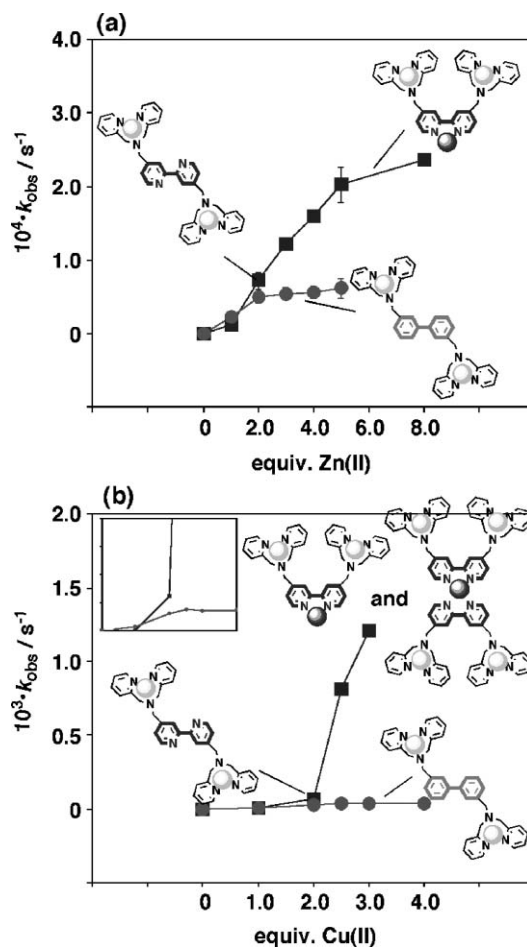 (a)
4.0
3.0
2.0
1.0
0
10⁴·k_obs / s⁻¹
0 2.0 4.0 6.0 8.0
equiv. Zn(II)
N N N N N N
N N
N N N
N N N
N
N
N N N
N N N
(b)
2.0
1.5
1.0
0.5
0
10³·k_obs / s⁻¹
and
0 1.0 2.0 3.0 4.0
equiv. Cu(II)